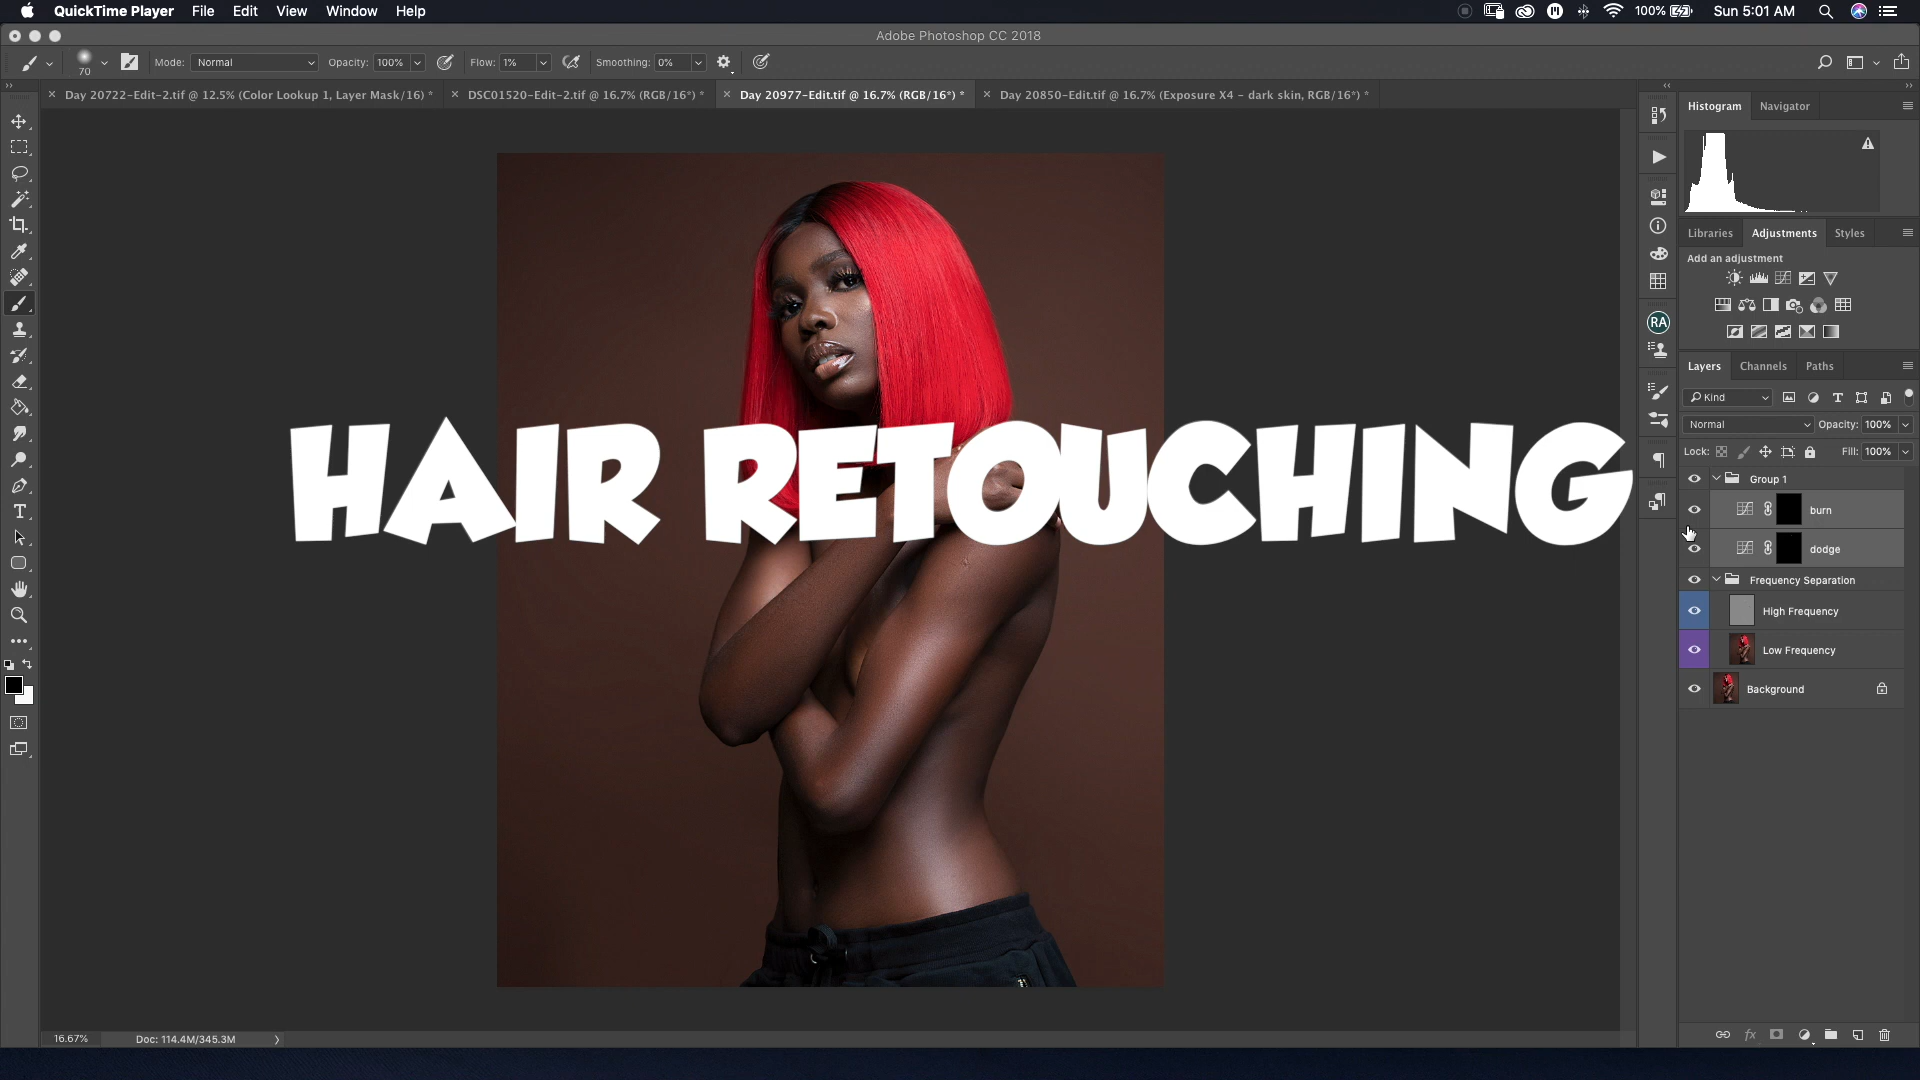 QuickTime Player File Edit View Window Help 100% Sun 5:01 AM
Adobe Photoshop CC 2018
70 Mode: Normal Opacity: 100% Flow: 1% Smoothing: 0%
× Day 20722-Edit-2.tif @ 12.5% (Color Lookup 1, Layer Mask/16) * × DSC01520-Edit-2.tif @ 16.7% (RGB/16*) * × Day 20977-Edit.tif @ 16.7% (RGB/16*) * × Day 20850-Edit.tif @ 16.7% (Exposure X4 - dark skin, RGB/16*) *
Histogram Navigator
Libraries Adjustments Styles
Add an adjustment
RA
Layers Channels Paths
Kind
Normal Opacity: 100%
Lock: Fill: 100%
HAIR RETOUCHING
Group 1
burn
dodge
Frequency Separation
High Frequency
Low Frequency
Background
16.67% Doc: 114.4M/345.3M